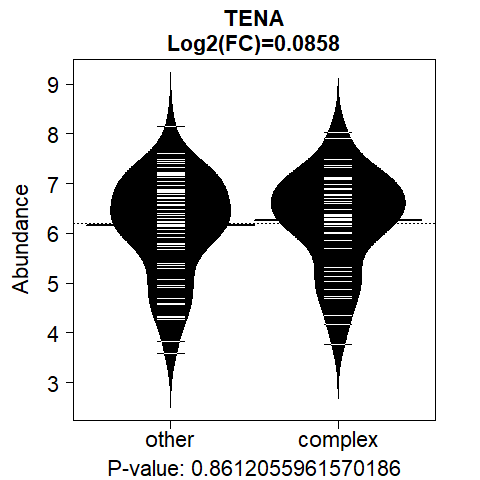 TENA
Log2(FC)=0.0858
Abundance
9
8
7
6
5
4
3
other complex
P-value: 0.8612055961570186